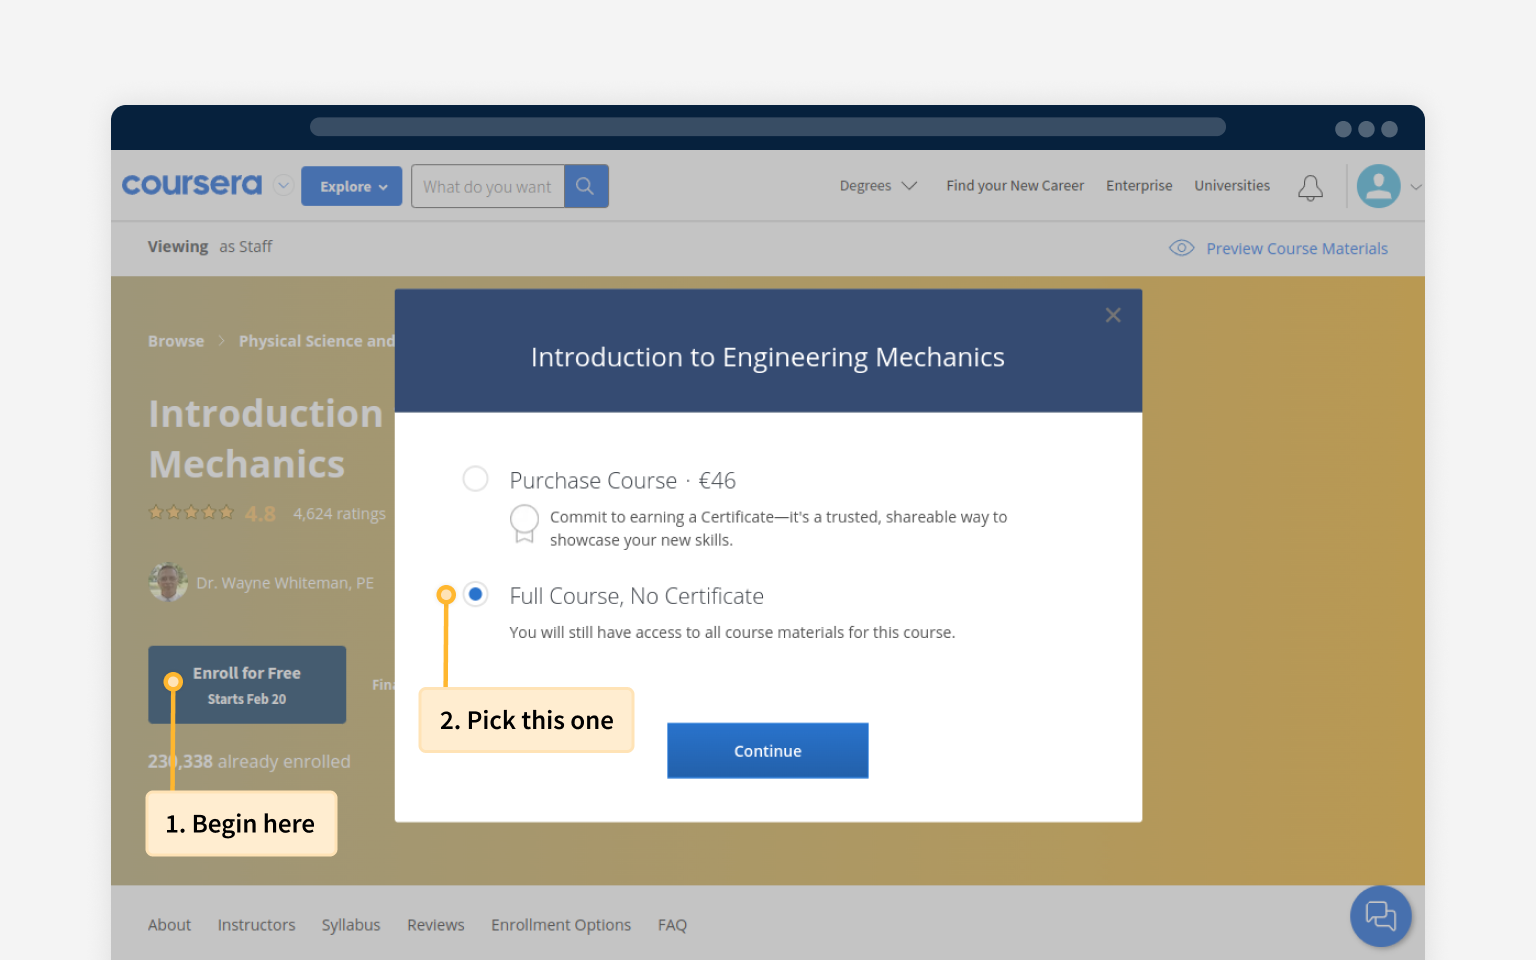 coursera
Explore
What do you want
Degrees
Find your New Career
Enterprise
Universities
Viewing as Staff
Preview Course Materials
Browse
Physical Science and
Introduction
Mechanics
4.8
4,624 ratings
Dr. Wayne Whiteman, PE
Enroll for Free
Starts Feb 20
230,338 already enrolled
1. Begin here
Introduction to Engineering Mechanics
Purchase Course · €46
Commit to earning a Certificate—it's a trusted, shareable way to
showcase your new skills.
Full Course, No Certificate
You will still have access to all course materials for this course.
2. Pick this one
Continue
About
Instructors
Syllabus
Reviews
Enrollment Options
FAQ